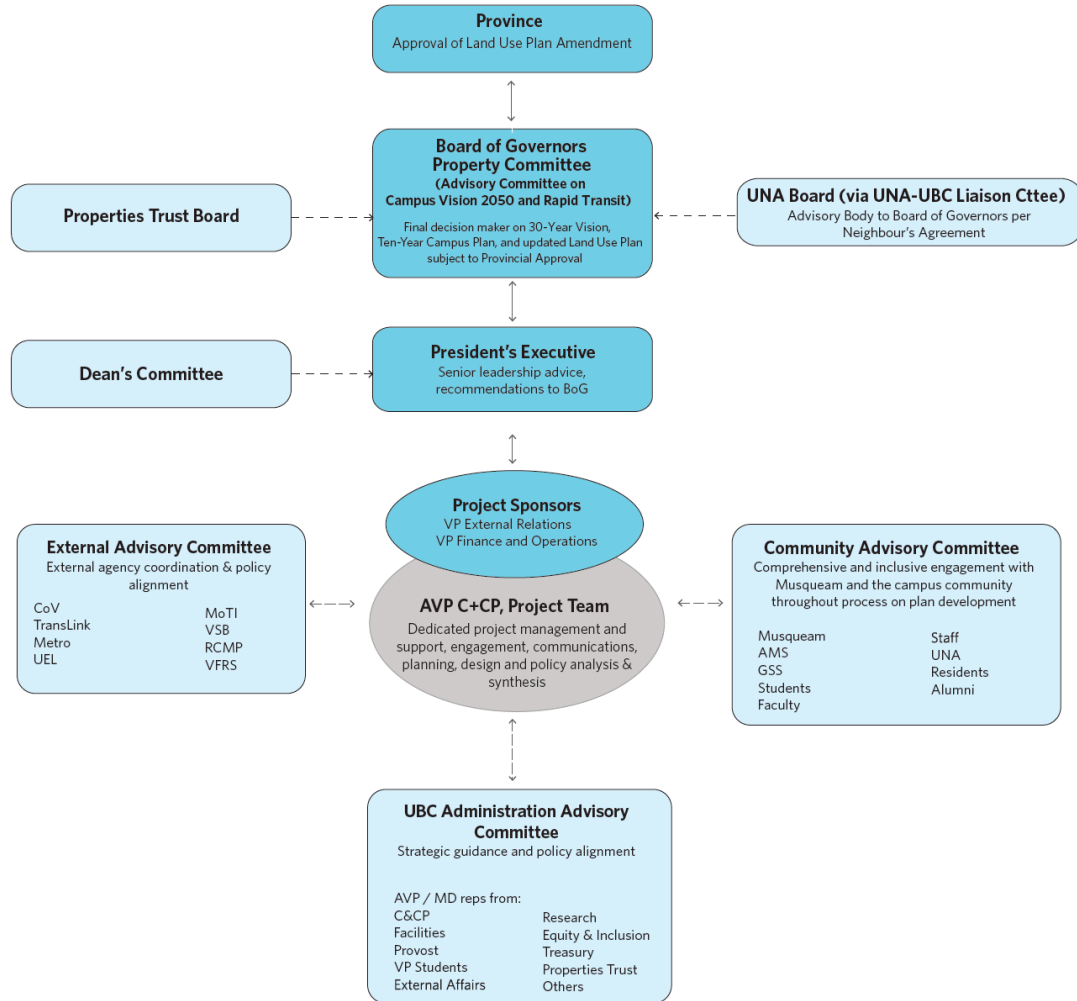 Province
Approval of Land Use Plan Amendment
Board of Governors
Property Committee
(Advisory Committee on
Campus Vision 2050 and Rapid Transit)
Final decision maker on 30-Year Vision,
Ten-Year Campus Plan, and updated Land Use Plan
subject to Provincial Approval
Properties Trust Board
UNA Board (via UNA-UBC Liaison Cttee)
Advisory Body to Board of Governors per
Neighbour's Agreement
President's Executive
Senior leadership advice,
recommendations to BoG
Dean's Committee
Project Sponsors
VP External Relations
VP Finance and Operations
AVP C+CP, Project Team
Dedicated project management and
support, engagement, communications,
planning, design and policy analysis &
synthesis
External Advisory Committee
External agency coordination & policy
alignment
CoV
TransLink
Metro
UEL
MoTI
VSB
RCMP
VFRS
Community Advisory Committee
Comprehensive and inclusive engagement with
Musqueam and the campus community
throughout process on plan development
Musqueam
AMS
GSS
Students
Faculty
Staff
UNA
Residents
Alumni
UBC Administration Advisory
Committee
Strategic guidance and policy alignment
AVP / MD reps from:
C&CP
Facilities
Provost
VP Students
External Affairs
Research
Equity & Inclusion
Treasury
Properties Trust
Others